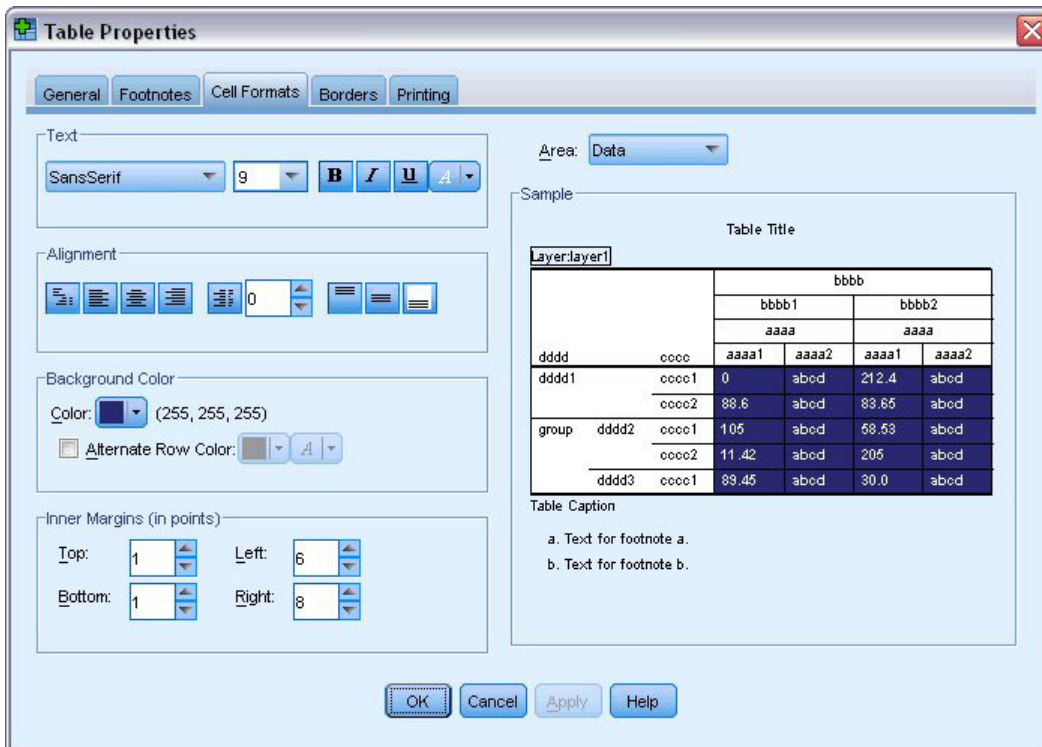 Table Properties
General Footnotes Cell Formats Borders Printing
Text
SansSerif 9 B I U A
Alignment
0
Background Color
Color: (255, 255, 255)
Alternate Row Color: A
Inner Margins (in points)
Top: 1 Left: 6
Bottom: 1 Right: 8
Area: Data
Sample
Table Title
Layer:layer1
bbbb
bbbb1 bbbb2
aaaa aaaa
dddd cccc aaaa1 aaaa2 aaaa1 aaaa2
dddd1 cccc1 0 abcd 212.4 abcd
cccc2 88.6 abcd 83.65 abcd
group dddd2 cccc1 105 abcd 58.53 abcd
cccc2 11.42 abcd 205 abcd
dddd3 cccc1 89.45 abcd 30.0 abcd
Table Caption
a. Text for footnote a.
b. Text for footnote b.
OK Cancel Apply Help